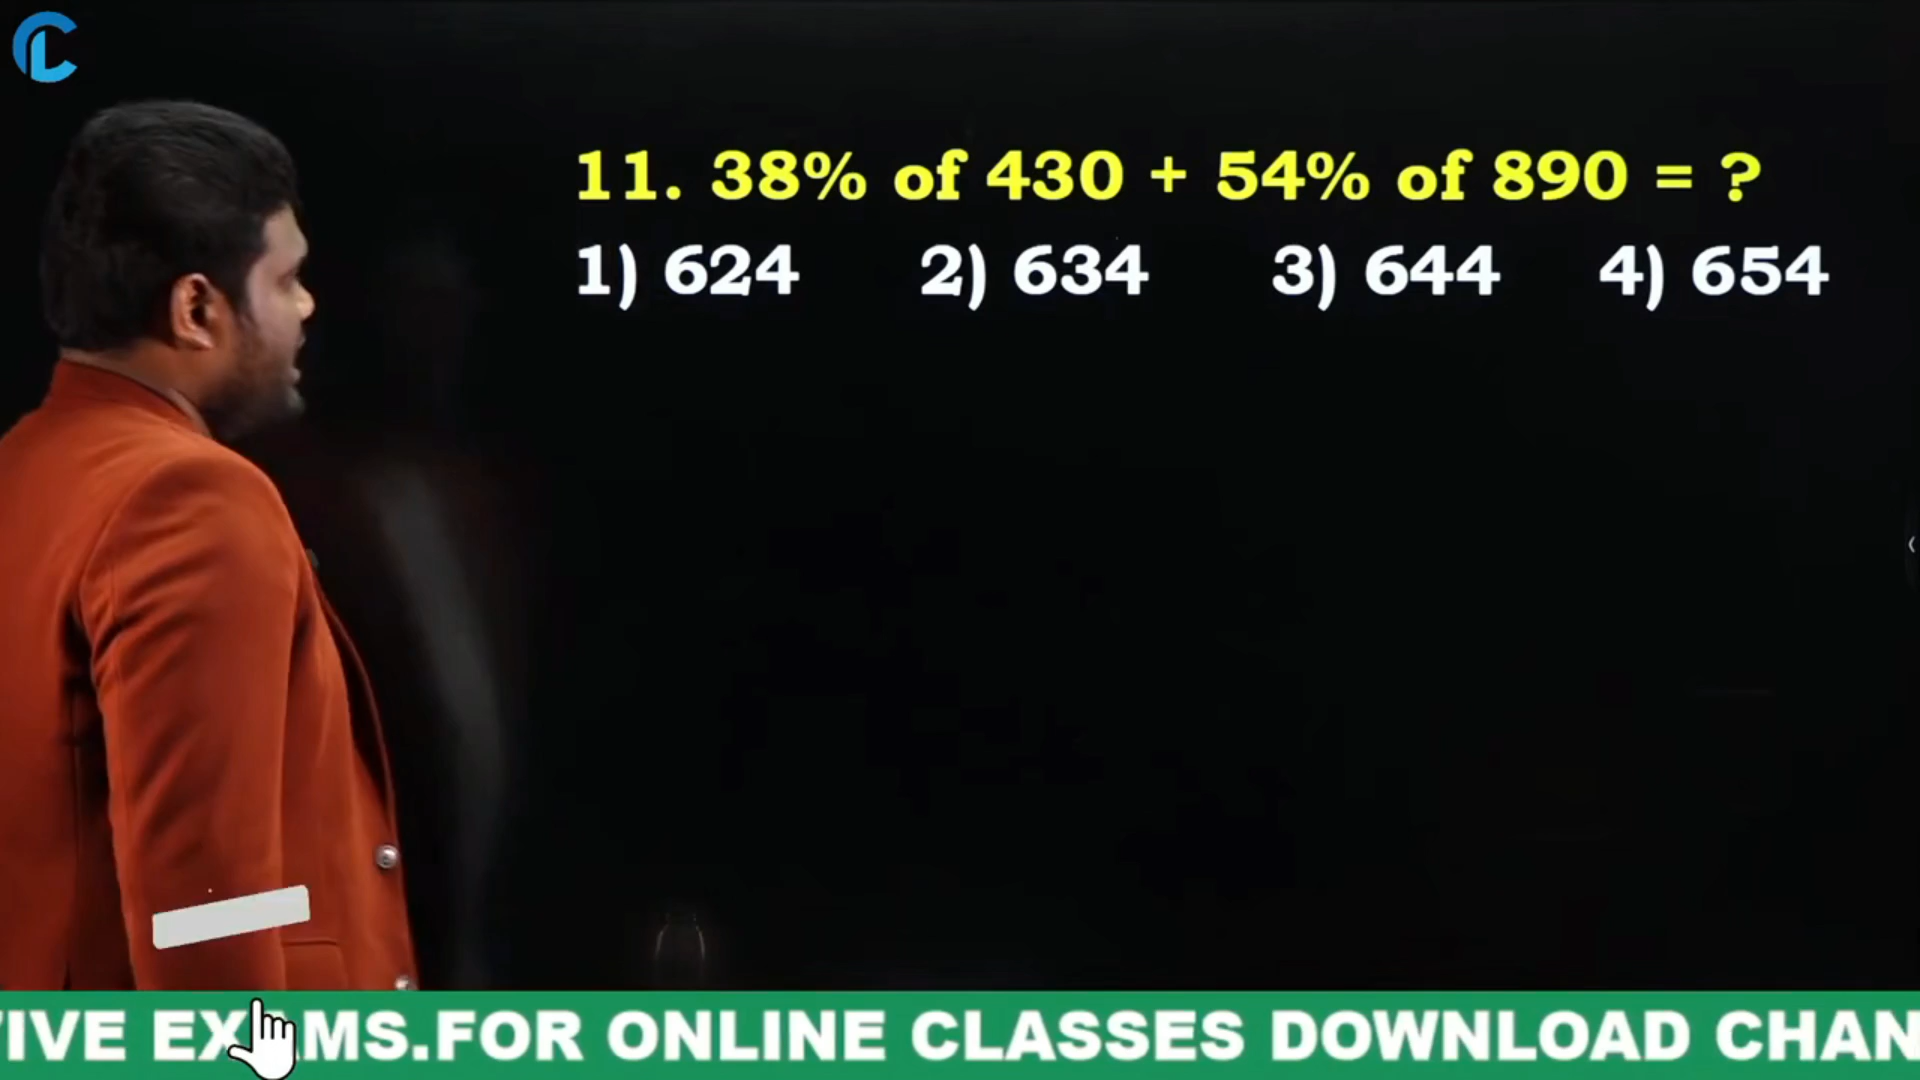 11. 38% of 430 + 54% of 890 = ?
1) 624 2) 634 3) 644 4) 654
IVE EX MS.FOR ONLINE CLASSES DOWNLOAD CHAN